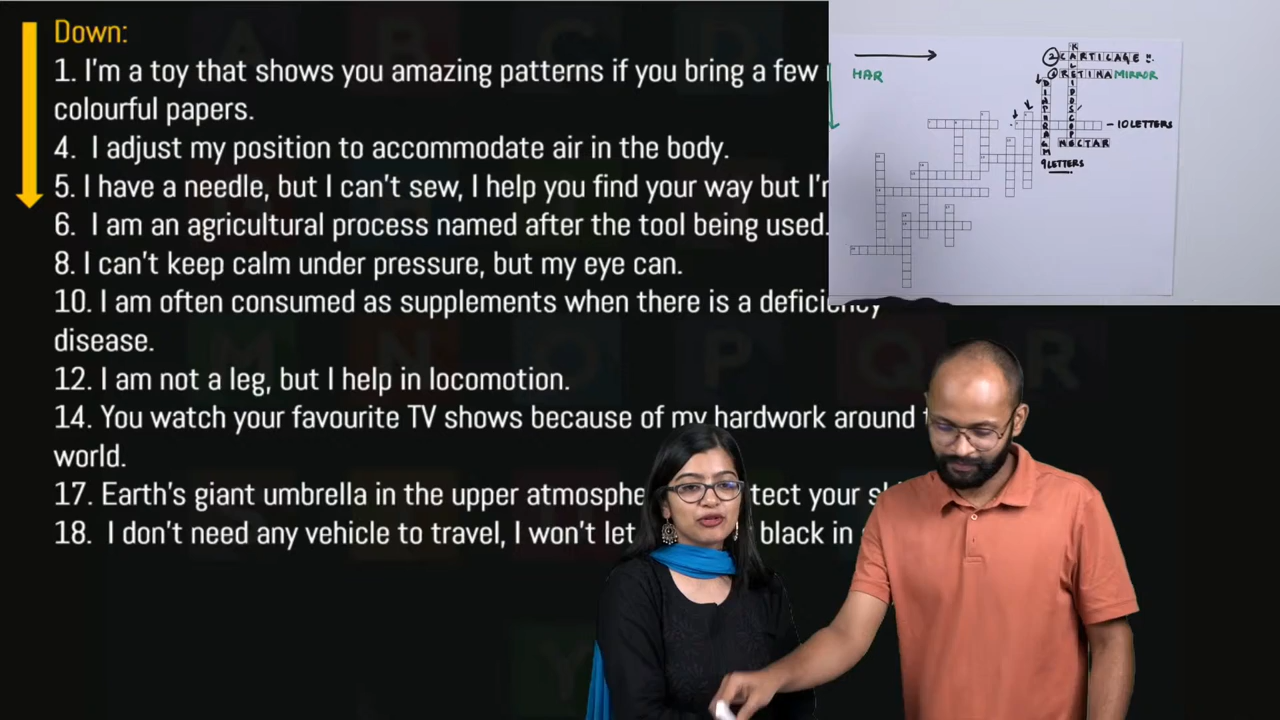 Down:
1. I'm a toy that shows you amazing patterns if you bring a few
colourful papers.
4. I adjust my position to accommodate air in the body.
5. I have a needle, but I can't sew, I help you find your way but
6. I am an agricultural process named after the tool being used.
8. I can't keep calm under pressure, but my eye can.
10. I am often consumed as supplements when there is a deficiency
disease.
12. I am not a leg, but I help in locomotion.
14. You watch your favourite TV shows because of my hardwork around
world.
17. Earth's giant umbrella in the upper your
18. I don't need any vehicle to travel, I won't let black in
HAR
CARTILAGE
RETINA MIRROR
- 10 LETTERS
NECTAR
9 LETTERS